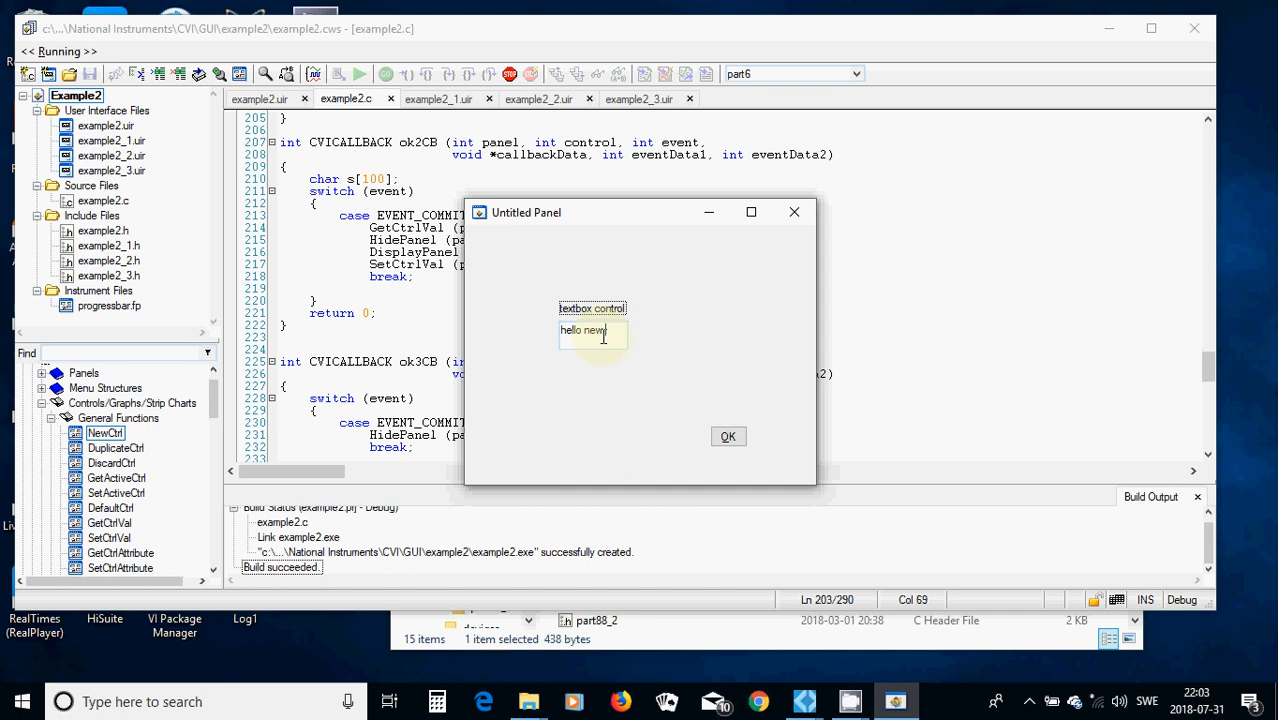 c:\...\National Instruments\CVI\GUI\example2\example2.cws - [example2.c]
<< Running >>
part6
Example2
User Interface Files
example2.uir
example2_1.uir
example2_2.uir
example2_3.uir
Source Files
example2.c
Include Files
example2.h
example2_1.h
example2_2.h
example2_3.h
Instrument Files
progressbar.fp
Find
Panels
Menu Structures
Controls/Graphs/Strip Charts
General Functions
NewCtrl
DuplicateCtrl
DiscardCtrl
GetActiveCtrl
SetActiveCtrl
DefaultCtrl
GetCtrlVal
SetCtrlVal
GetCtrlAttribute
SetCtrlAttribute
example2.uir
example2.c
example2_1.uir
example2_2.uir
example2_3.uir
205 }
206
207 int CVICALLBACK ok2CB (int panel, int control, int event,
208 void *callbackData, int eventData1, int eventData2)
209 {
210 char s[100];
211 switch (event)
212 {
213 case EVENT_COMMIT
214 GetCtrlVal (p
215 HidePanel (pa
216 DisplayPanel
217 SetCtrlVal (p
218 break;
219
220 }
221 return 0;
222 }
223
224
225 int CVICALLBACK ok3CB (in
226 vo a2)
227 {
228 switch (event)
229 {
230 case EVENT_COMMIT
231 HidePanel (pa
232 break;
233
Untitled Panel
textbox control
hello new
OK
Build Output
Build Status (example2.prj - Debug)
example2.c
Link example2.exe
"c:\...\National Instruments\CVI\GUI\example2\example2.exe" successfully created.
Build succeeded.
Ln 203/290
Col 69
INS
Debug
part88_2
2018-03-01 20:38
C Header File
2 KB
15 items
1 item selected 438 bytes
RealTimes
(RealPlayer)
HiSuite
VI Package
Manager
Log1
Type here to search
10
SWE
22:03
2018-07-31
3